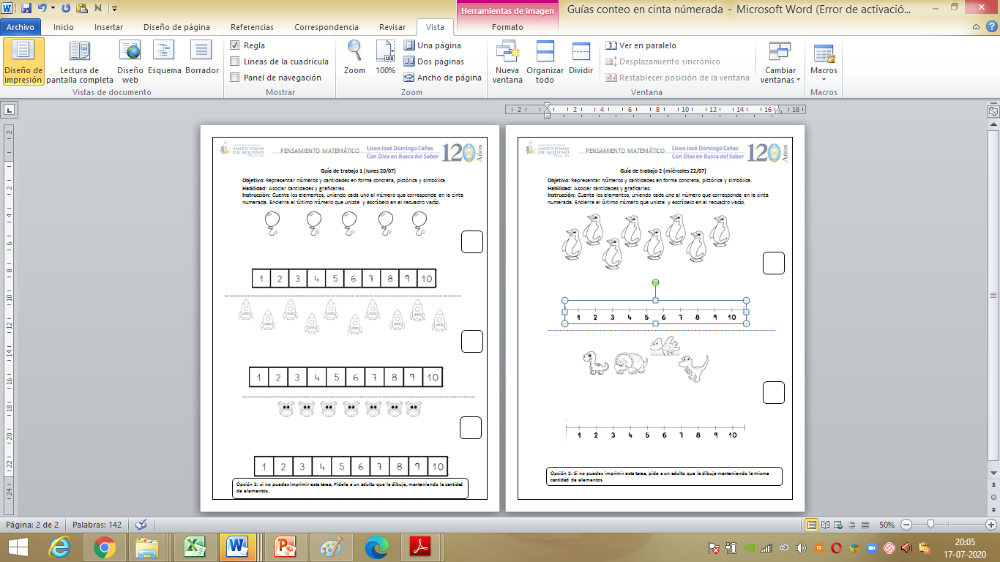 Herramientas de imagen
Guías conteo en cinta númerada - Microsoft Word (Error de activació...
Archivo Inicio Insertar Diseño de página Referencias Correspondencia Revisar Vista Formato
Diseño de impresión
Lectura de pantalla completa
Diseño web
Esquema
Borrador
Vistas de documento
Regla
Líneas de la cuadrícula
Panel de navegación
Mostrar
Zoom
100%
Una página
Dos páginas
Ancho de página
Zoom
Nueva ventana
Organizar todo
Dividir
Ver en paralelo
Desplazamiento sincrónico
Restablecer posición de la ventana
Ventana
Cambiar ventanas
Macros
Macros
2 2 4 6 8 10 12 14 16 18
2 2 4 6 8 10 12 14 16 18 20 22 24
SANTO TOMÁS
DE AQUINO
PENSAMIENTO MATEMÁTICO
Liceo José Domingo Cañas
Con Dios en Busca del Saber
120 Años
Guía de trabajo 1 (lunes 20/07)
Objetivo: Representar números y cantidades en forma concreta, pictórica y simbólica.
Habilidad: Asociar cantidades y graficarlas.
Instrucción: Cuenta los elementos, uniendo cada uno al número que corresponde en la cinta
numerada. Encierra el último número que uniste y escríbelo en el recuadro vacío.
1 2 3 4 5 6 7 8 9 10
1 2 3 4 5 6 7 8 9 10
1 2 3 4 5 6 7 8 9 10
Opción 2: si no puedes imprimir esta tarea, Pídele a un adulto que la dibuje, manteniendo la cantidad
de elementos.
SANTO TOMÁS
DE AQUINO
PENSAMIENTO MATEMÁTICO
Liceo José Domingo Cañas
Con Dios en Busca del Saber
120 Años
Guía de trabajo 2 (miércoles 22/07)
Objetivo: Representar números y cantidades en forma concreta, pictórica y simbólica.
Habilidad: Asociar cantidades y graficarlas.
Instrucción: Cuenta los elementos, uniendo cada uno al número que corresponde en la cinta
numerada. Encierra el último número que uniste y escríbelo en el recuadro vacío.
1 2 3 4 5 6 7 8 9 10
1 2 3 4 5 6 7 8 9 10
Opción 2: Si no puedes imprimir esta tarea, pide a un adulto que la dibuje manteniendo la misma
cantidad de elementos
Página: 2 de 2 Palabras: 142 50%
20:05
17-07-2020